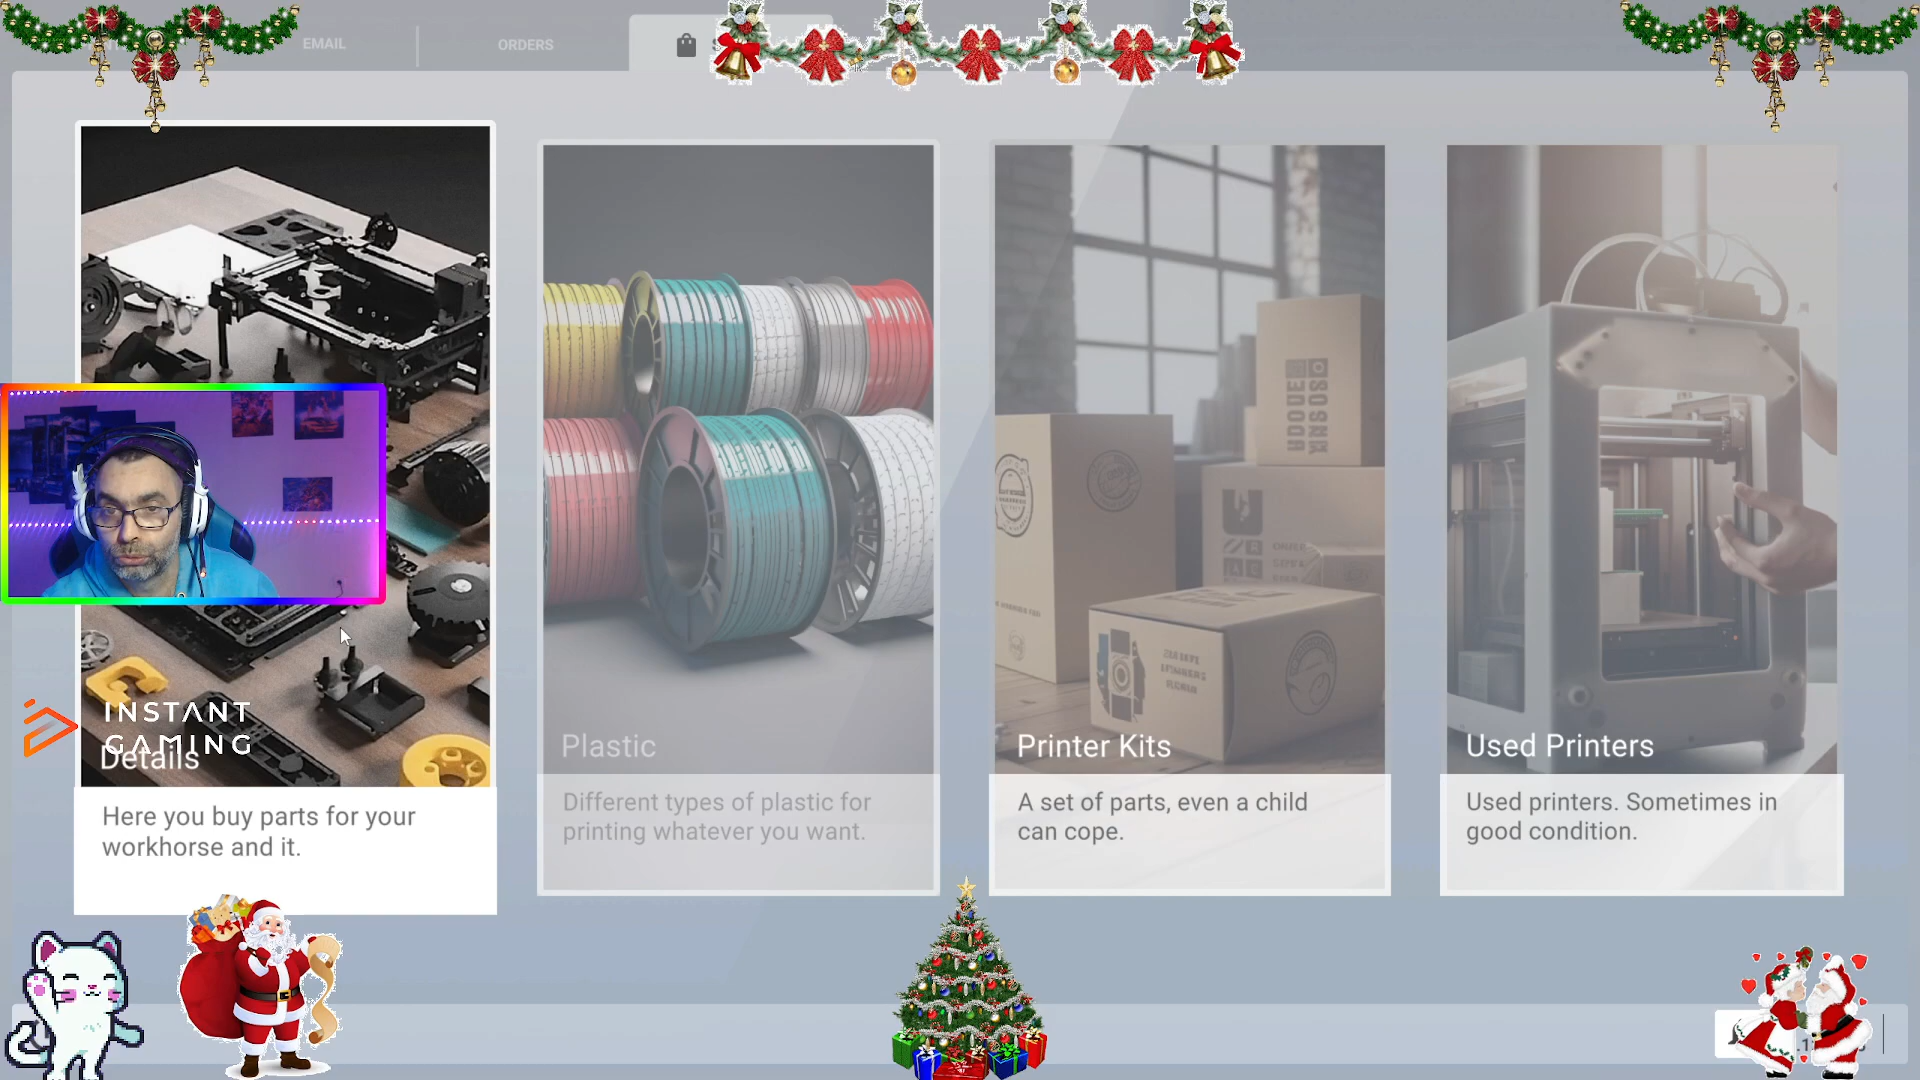 EMAIL
ORDERS
INSTANT
GAMING
Details
Here you buy parts for your
workhorse and it.
Plastic
Different types of plastic for
printing whatever you want.
Printer Kits
A set of parts, even a child
can cope.
Used Printers
Used printers. Sometimes in
good condition.